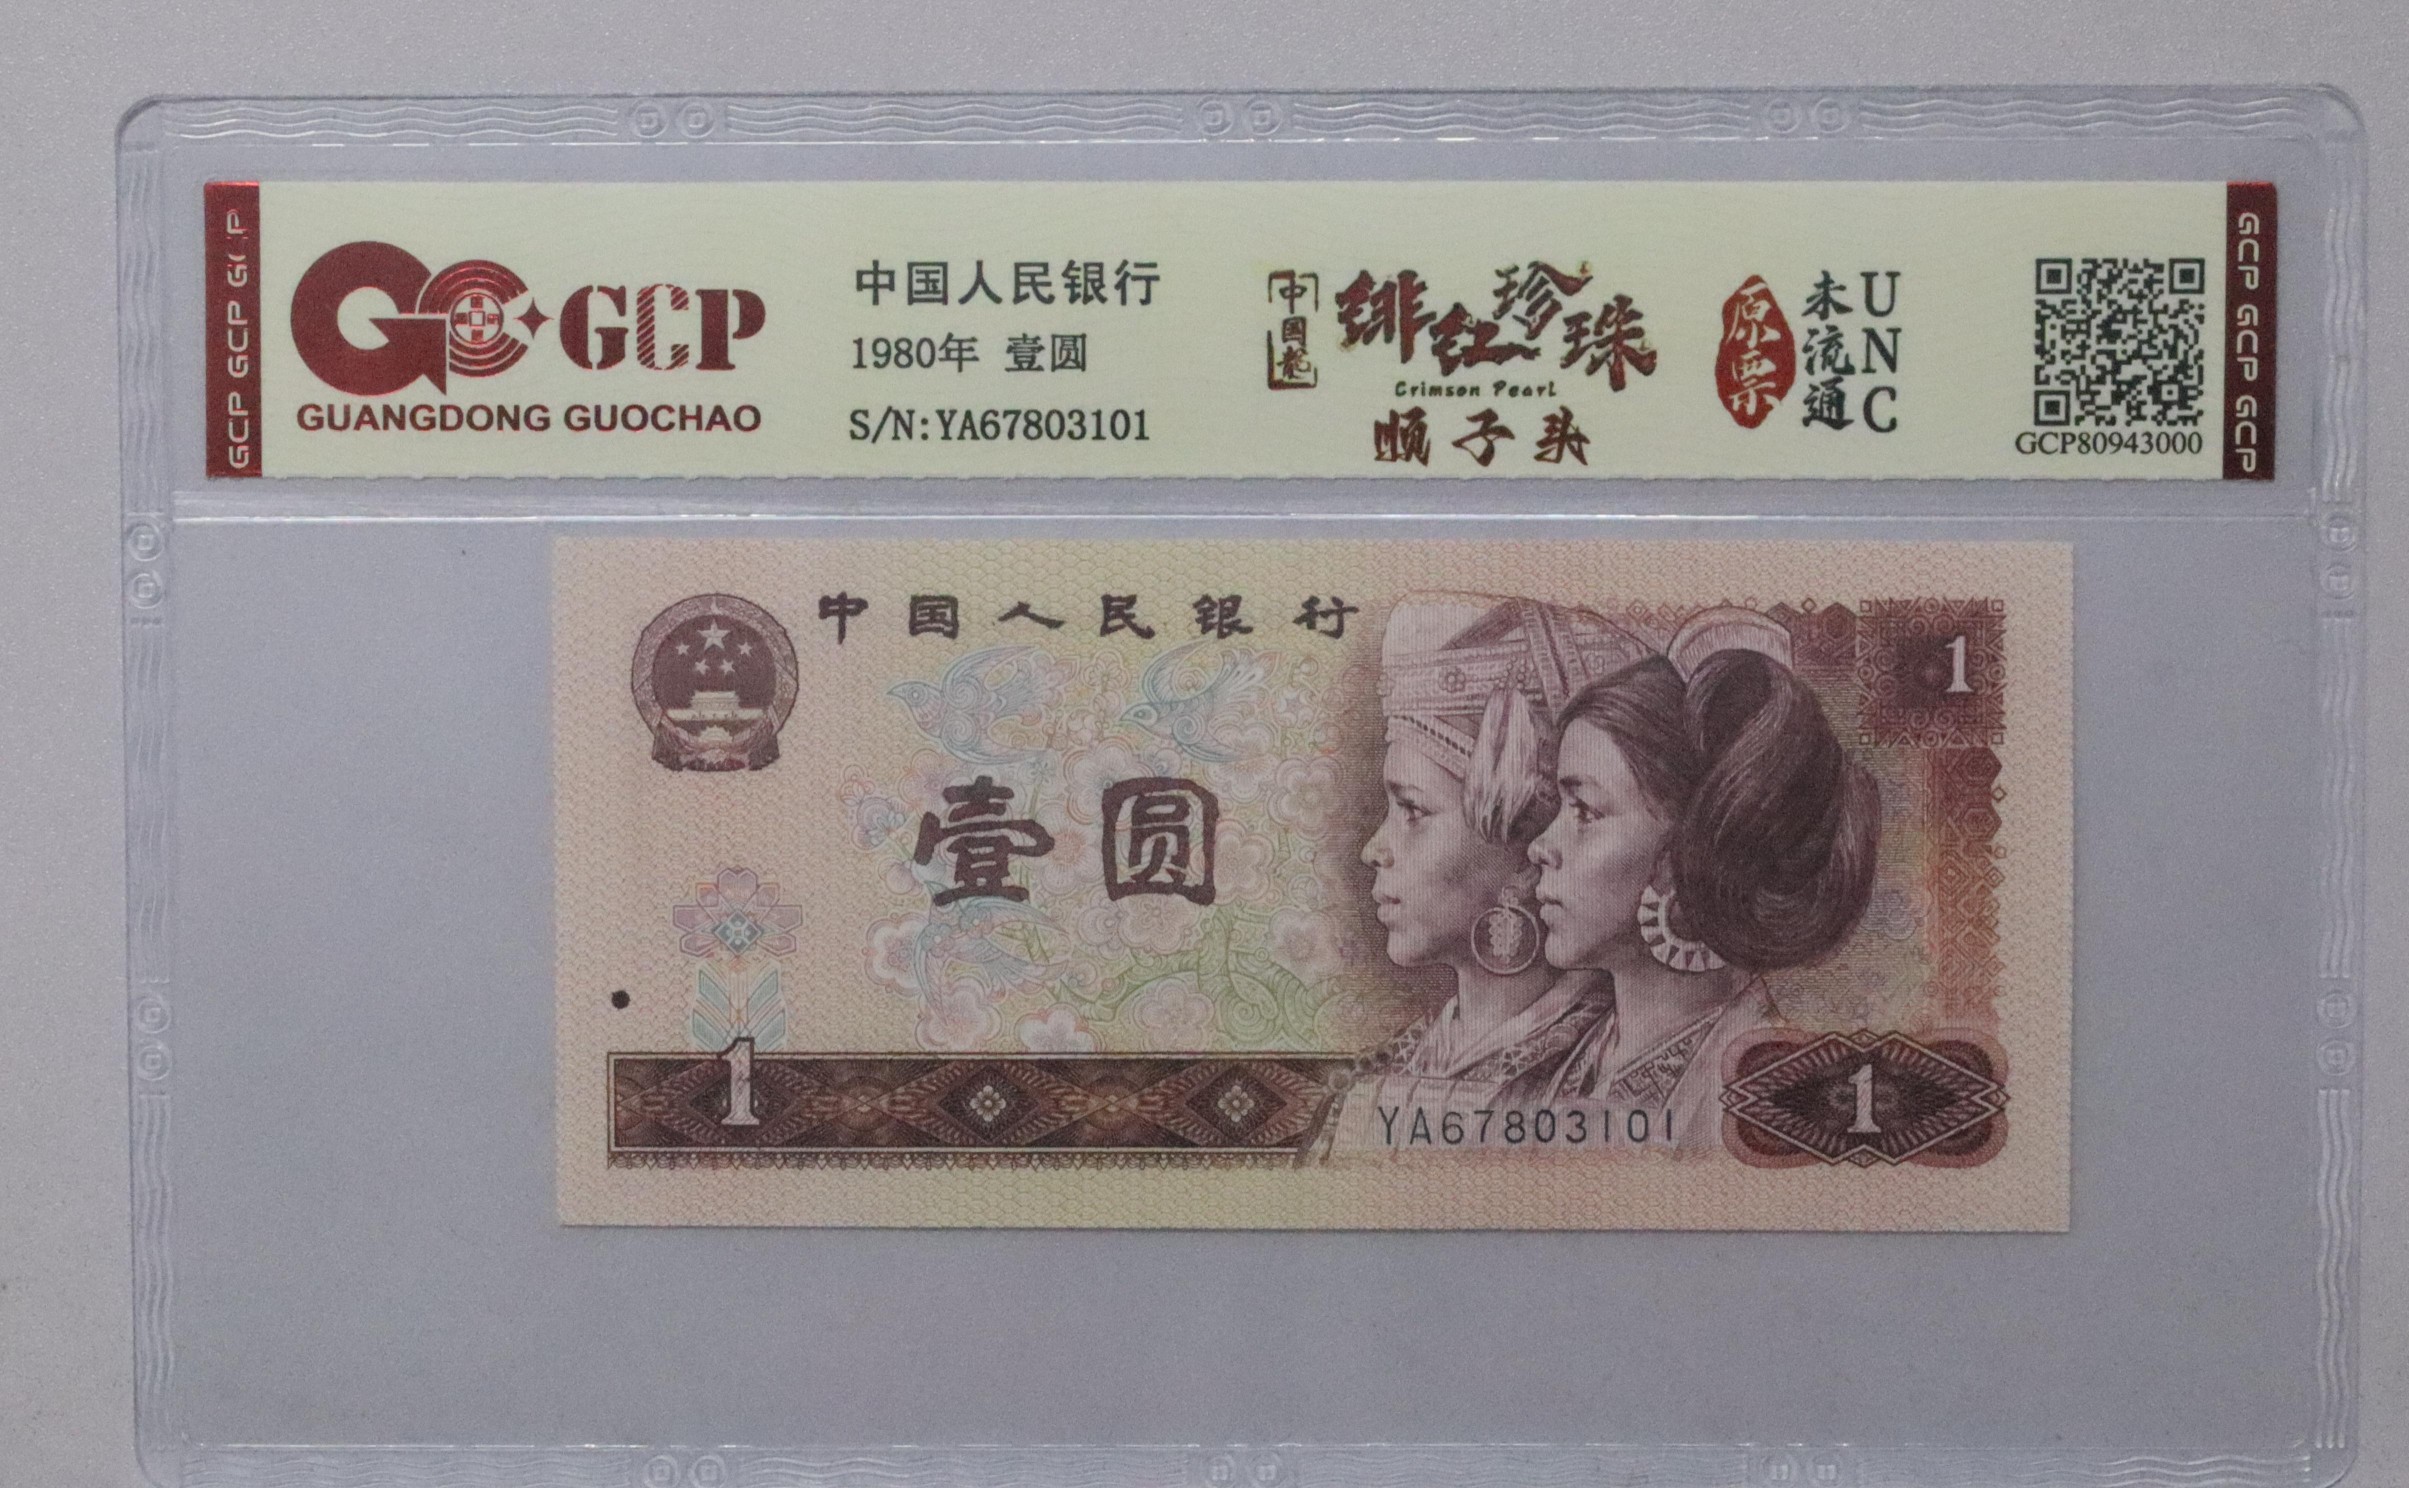 GCP GCP GCP
GCP
GUANGDONG GUOCHAO
中国人民银行
1980年 壹圆
S/N:YA67803101
中国龍
绯红珍珠
Crimson Pearl
顺子头
原票
未流通
UNC
GCP80943000
GCP GCP GCP
中国人民银行
1
壹圆
1
YA67803101
1